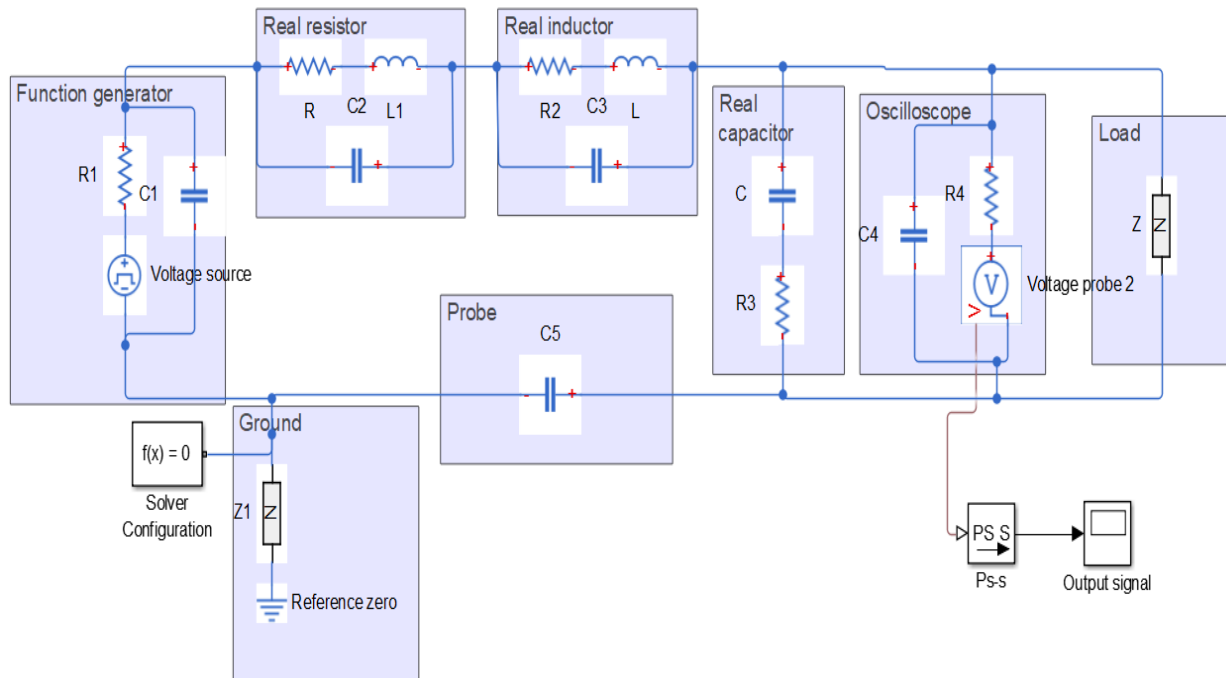 Real resistor
R
C2
L1
Real inductor
R2
C3
L
Function generator
R1
C1
Voltage source
Real
capacitor
C
R3
Oscilloscope
C4
R4
V
Voltage probe 2
Load
Z
N
Probe
C5
Ground
f(x) = 0
Solver
Configuration
Z1
N
Reference zero
PS S
Ps-s
Output signal